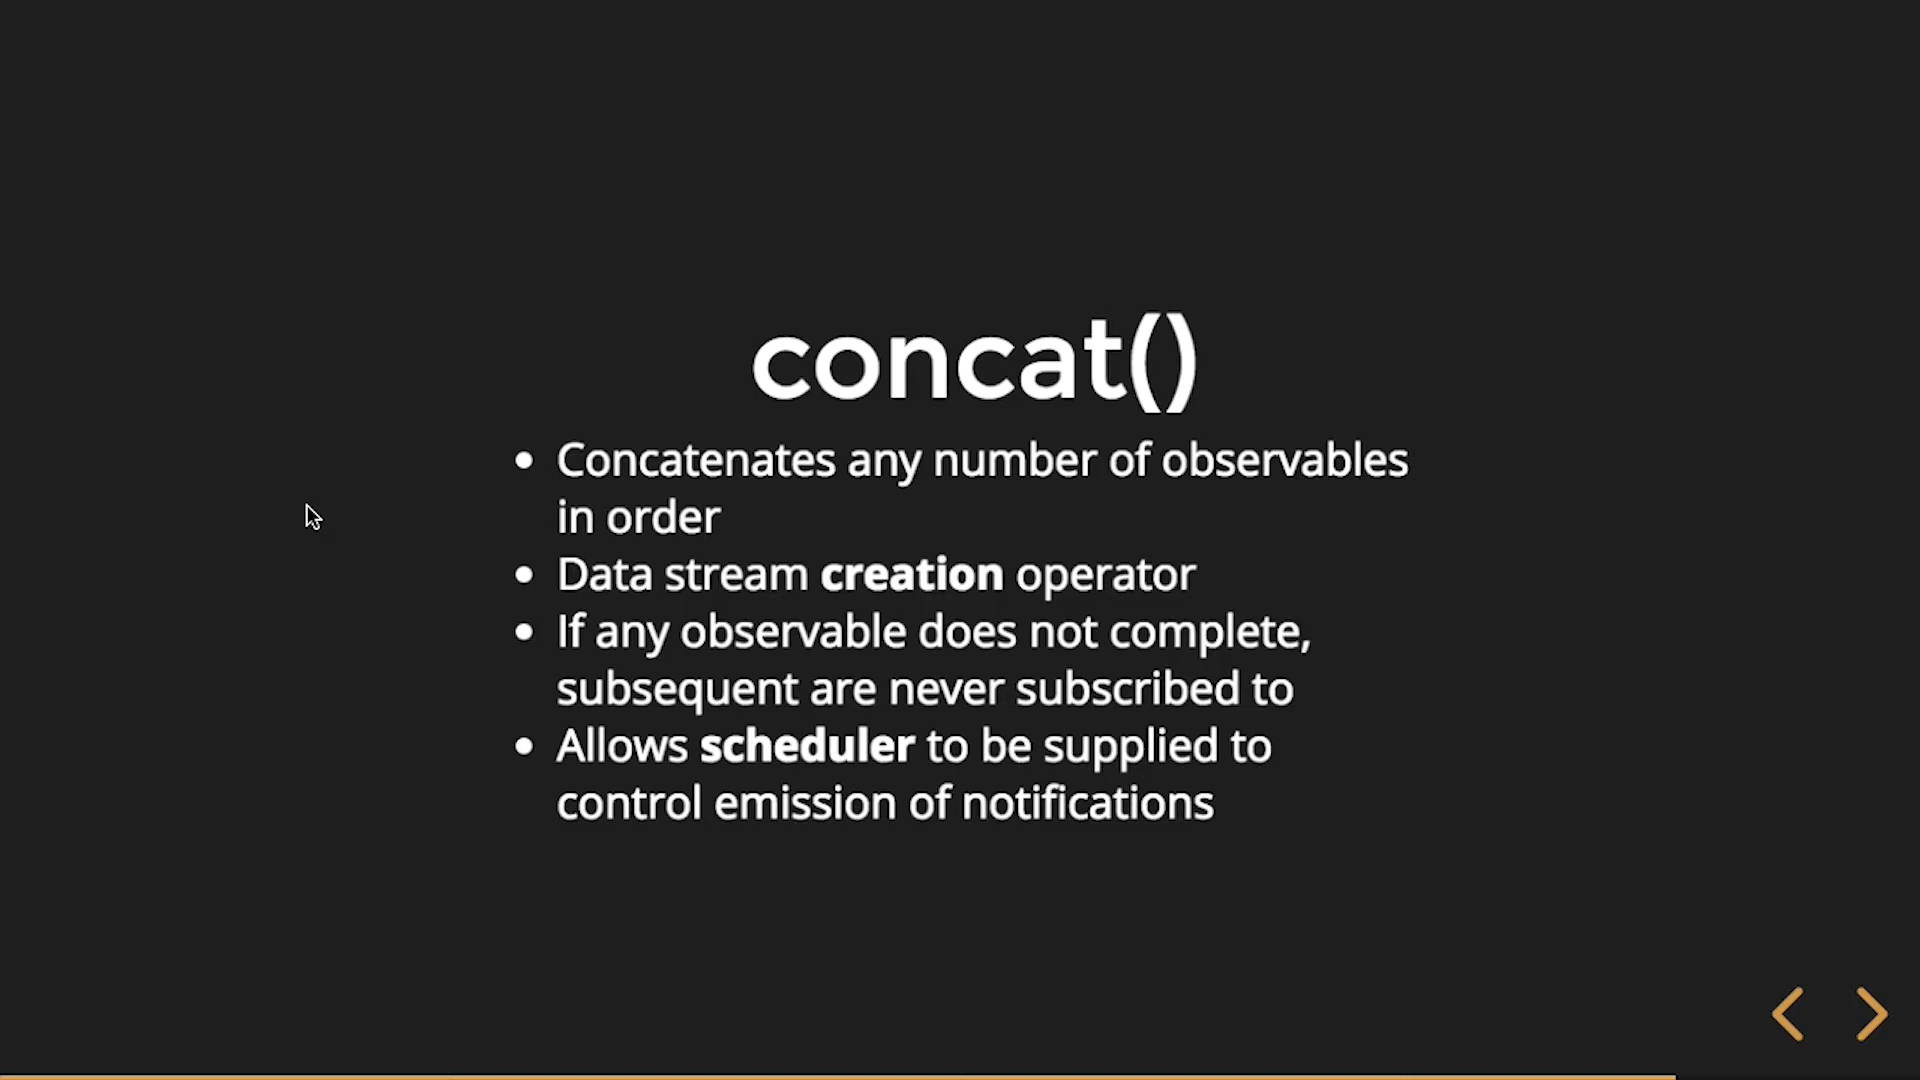 concat()
Concatenates any number of observables
in order
Data stream creation operator
If any observable does not complete,
subsequent are never subscribed to
Allows scheduler to be supplied to
control emission of notifications